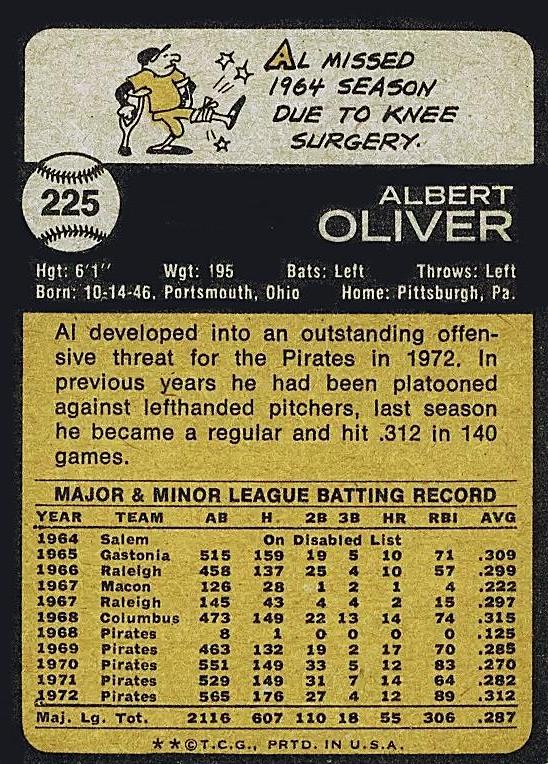 AL MISSED
1964 SEASON
DUE TO KNEE
SURGERY.
225
ALBERT
OLIVER
Hgt: 6'1" Wgt: 195 Bats: Left Throws: Left
Born: 10-14-46, Portsmouth, Ohio Home: Pittsburgh, Pa.
Al developed into an outstanding offen-
sive threat for the Pirates in 1972. In
previous years he had been platooned
against lefthanded pitchers, last season
he became a regular and hit .312 in 140
games.
MAJOR & MINOR LEAGUE BATTING RECORD
YEAR TEAM AB H 2B 3B HR RBI AVG
1964 Salem On Disabled List
1965 Gastonia 515 159 19 5 10 71 .309
1966 Raleigh 458 137 25 4 10 57 .299
1967 Macon 126 28 1 2 1 4 .222
1967 Raleigh 145 43 4 4 2 15 .297
1968 Columbus 473 149 22 13 14 74 .315
1968 Pirates 8 1 0 0 0 0 .125
1969 Pirates 463 132 19 2 17 70 .285
1970 Pirates 551 149 33 5 12 83 .270
1971 Pirates 529 149 31 7 14 64 .282
1972 Pirates 565 176 27 4 12 89 .312
Maj. Lg. Tot. 2116 607 110 18 55 306 .287
**©T.C.G., PRTD. IN U.S.A.